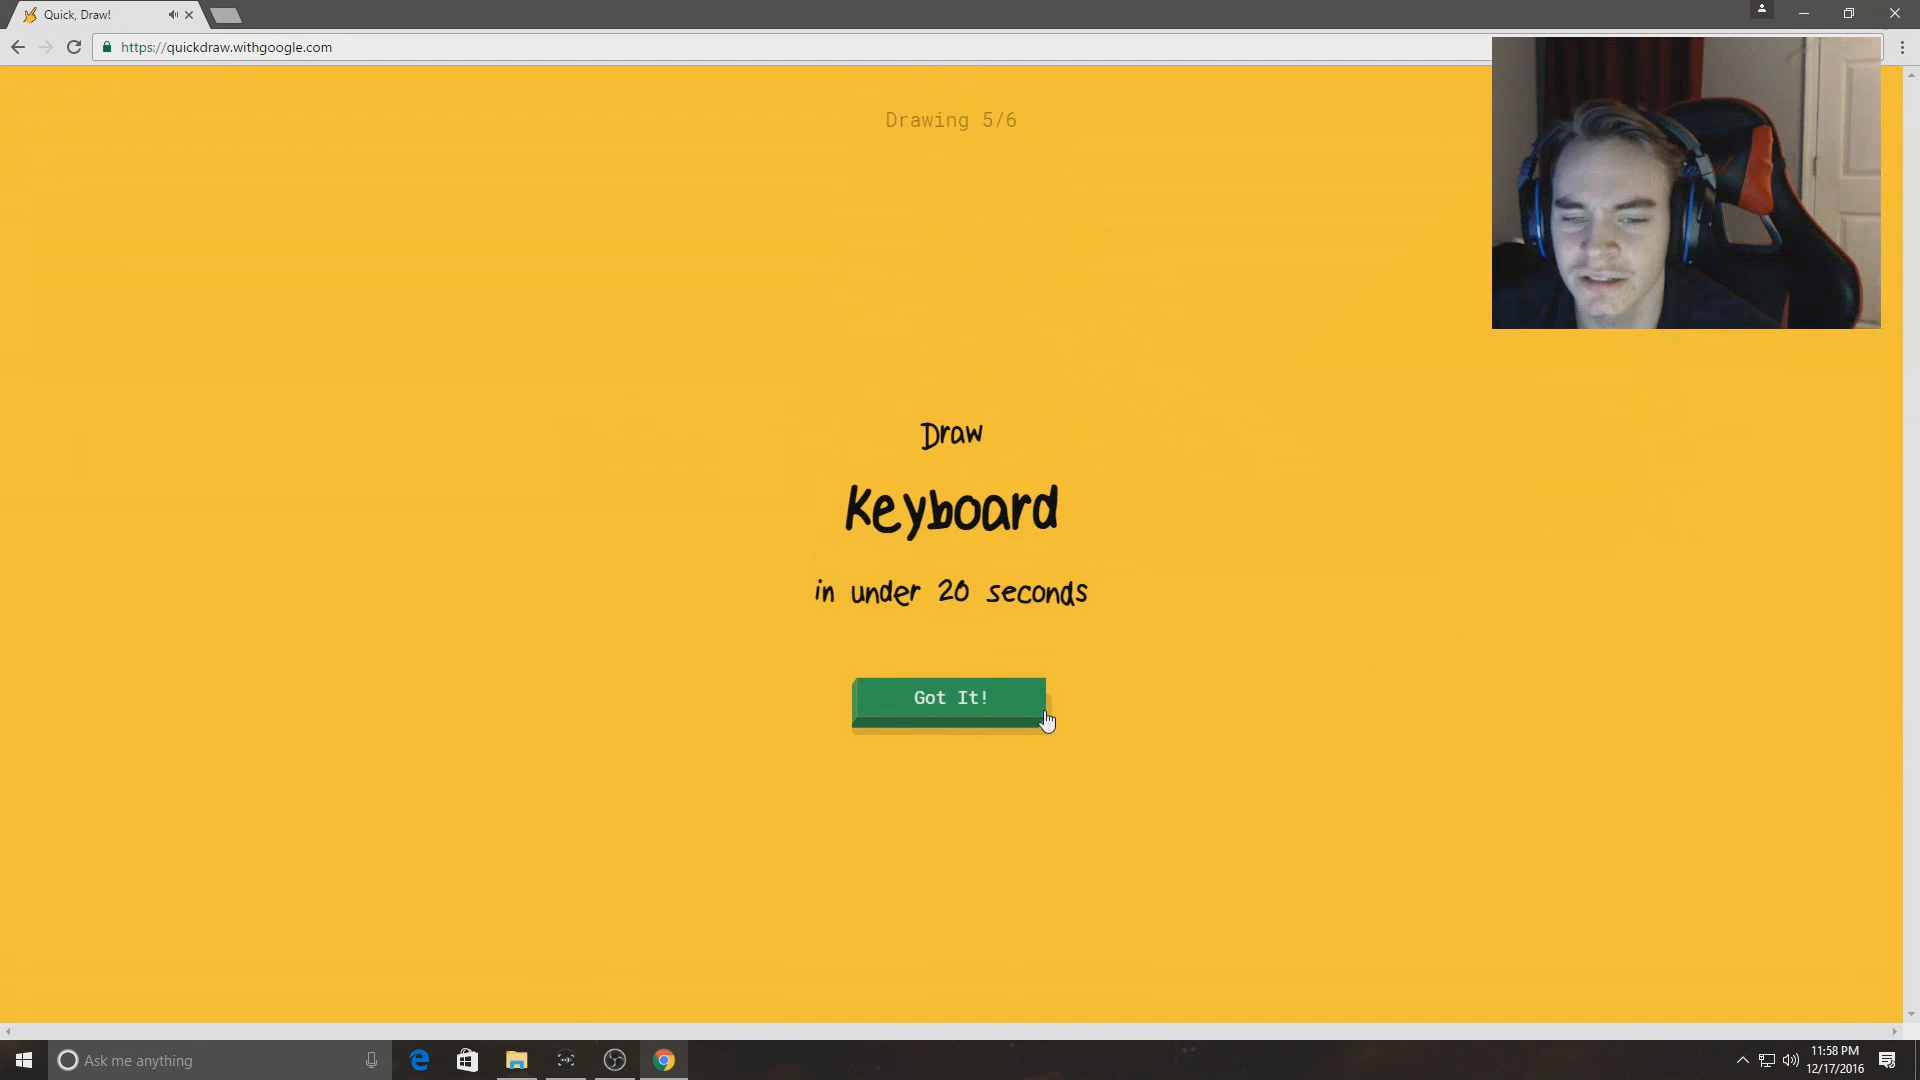 Quick, Draw!
https://quickdraw.withgoogle.com
Drawing 5/6
Draw
Keyboard
in under 20 seconds
Got It!
Ask me anything
11:58 PM
12/17/2016